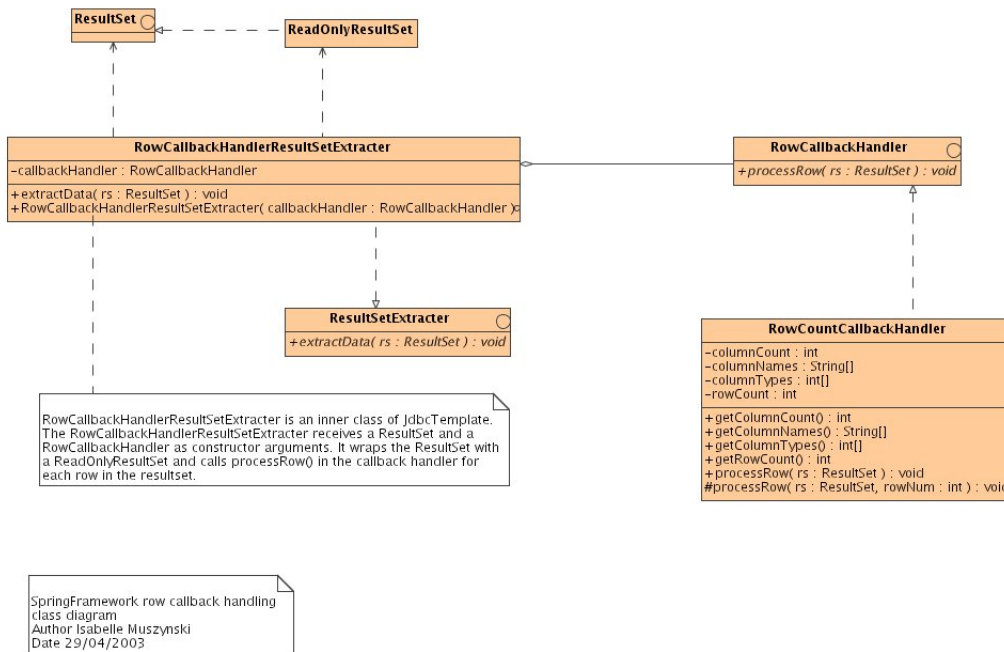 ResultSet
ReadOnlyResultSet
RowCallbackHandlerResultSetExtracter
-callbackHandler : RowCallbackHandler
+extractData( rs : ResultSet ) : void
+RowCallbackHandlerResultSetExtracter( callbackHandler : RowCallbackHandler )
RowCallbackHandler
+processRow( rs : ResultSet ) : void
ResultSetExtracter
+extractData( rs : ResultSet ) : void
RowCountCallbackHandler
-columnCount : int
-columnNames : String[]
-columnTypes : int[]
-rowCount : int
+getColumnCount() : int
+getColumnNames() : String[]
+getColumnTypes() : int[]
+getRowCount() : int
+processRow( rs : ResultSet ) : void
#processRow( rs : ResultSet, rowNum : int ) : void
RowCallbackHandlerResultSetExtracter is an inner class of JdbcTemplate.
The RowCallbackHandlerResultSetExtracter receives a ResultSet and a
RowCallbackHandler as constructor arguments. It wraps the ResultSet with
a ReadOnlyResultSet and calls processRow() in the callback handler for
each row in the resultset.
SpringFramework row callback handling
class diagram
Author Isabelle Muszynski
Date 29/04/2003